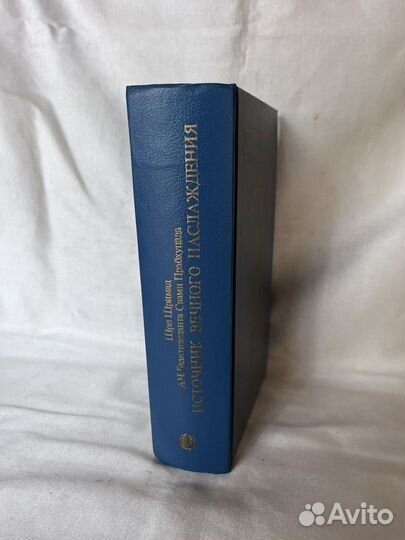 Шри Шримад
А.Ч. Бхактиведанта Свами Прабхупада
ИСТОЧНИК ВЕЧНОГО НАСЛАЖДЕНИЯ
Avito